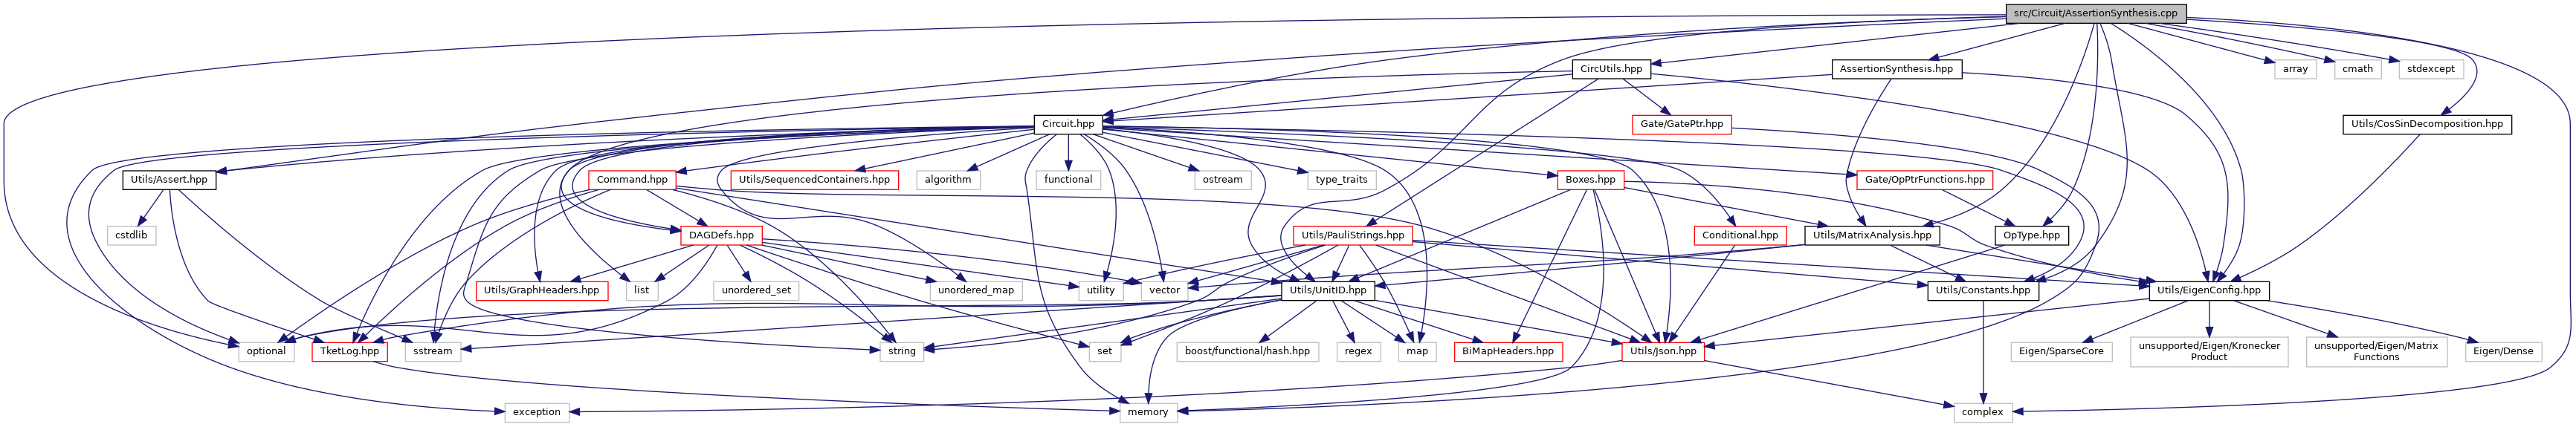 src/Circuit/AssertionSynthesis.cpp
CircUtils.hpp
AssertionSynthesis.hpp
array
cmath
stdexcept
Circuit.hpp
Gate/GatePtr.hpp
Utils/CosSinDecomposition.hpp
Utils/Assert.hpp
Command.hpp
Utils/SequencedContainers.hpp
algorithm
functional
ostream
type_traits
Boxes.hpp
Gate/OpPtrFunctions.hpp
cstdlib
DAGDefs.hpp
Utils/PauliStrings.hpp
Conditional.hpp
Utils/MatrixAnalysis.hpp
OpType.hpp
Utils/GraphHeaders.hpp
list
unordered_set
unordered_map
utility
vector
Utils/UnitID.hpp
Utils/Constants.hpp
Utils/EigenConfig.hpp
optional
TketLog.hpp
sstream
string
set
boost/functional/hash.hpp
regex
map
BiMapHeaders.hpp
Utils/Json.hpp
Eigen/SparseCore
unsupported/Eigen/Kronecker
Product
unsupported/Eigen/Matrix
Functions
Eigen/Dense
exception
memory
complex